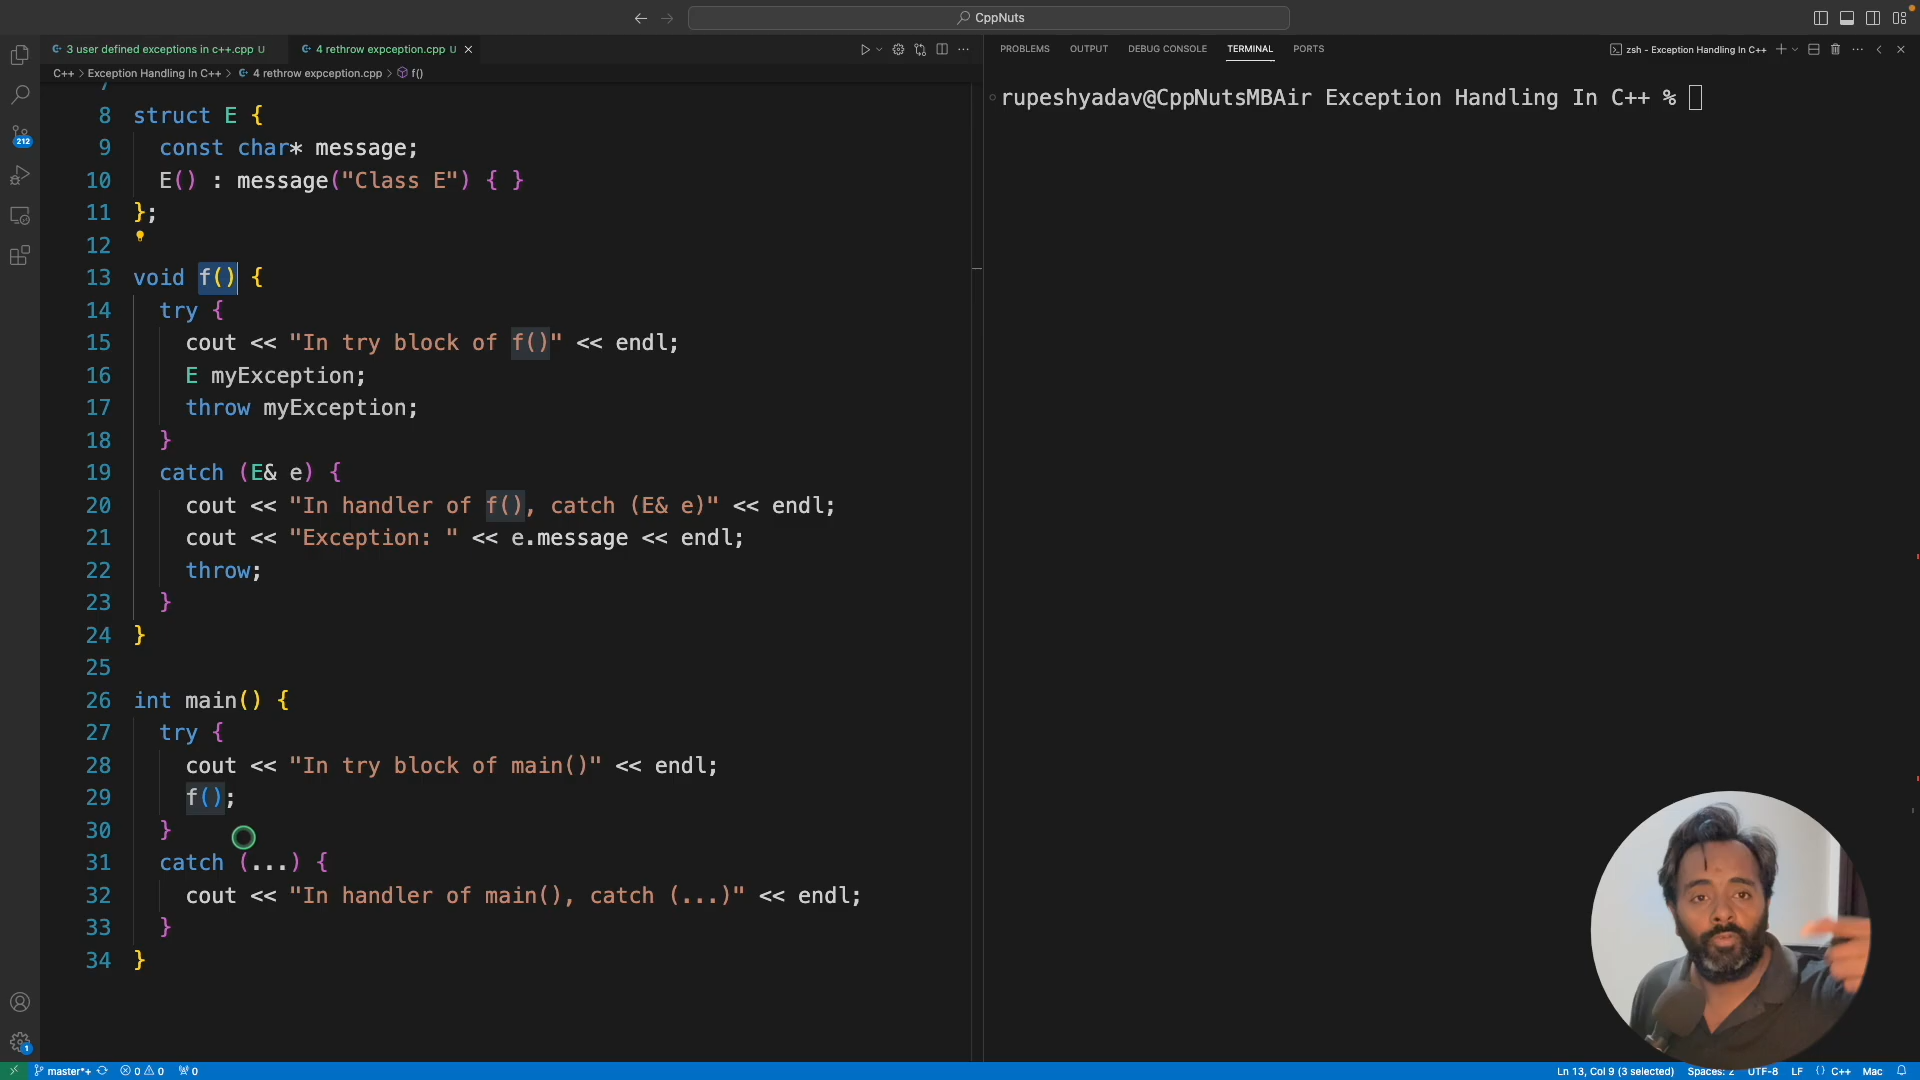 CppNuts
3 user defined exceptions in c++.cpp U
4 rethrow expception.cpp U
PROBLEMS OUTPUT DEBUG CONSOLE TERMINAL PORTS
zsh - Exception Handling In C++
C++ > Exception Handling In C++ > 4 rethrow expception.cpp > f()
rupeshyadav@CppNutsMBAir Exception Handling In C++ %
7
8 struct E {
9 const char* message;
10 E() : message("Class E") { }
11 };
12
13 void f() {
14 try {
15 cout << "In try block of f()" << endl;
16 E myException;
17 throw myException;
18 }
19 catch (E& e) {
20 cout << "In handler of f(), catch (E& e)" << endl;
21 cout << "Exception: " << e.message << endl;
22 throw;
23 }
24 }
25
26 int main() {
27 try {
28 cout << "In try block of main()" << endl;
29 f();
30 }
31 catch (...) {
32 cout << "In handler of main(), catch (...)" << endl;
33 }
34 }
212
1
master*+ 0 0 0
Ln 13, Col 9 (3 selected) Spaces: 2 UTF-8 LF {} C++ Mac